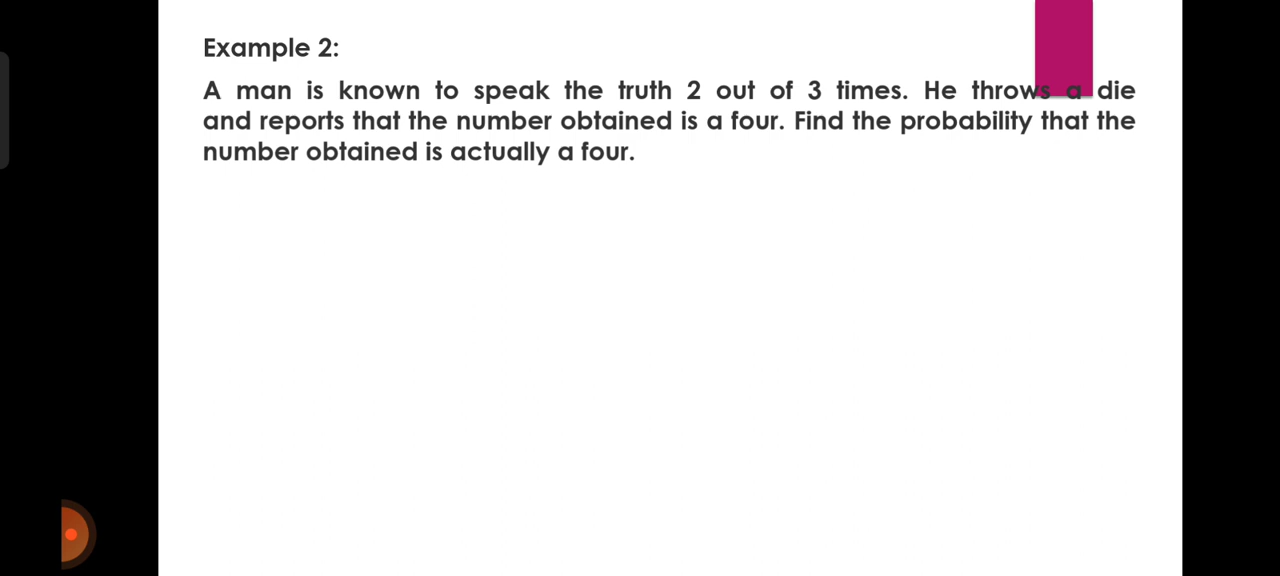 Example 2:
A man is known to speak the truth 2 out of 3 times. He throws a die
and reports that the number obtained is a four. Find the probability that the
number obtained is actually a four.